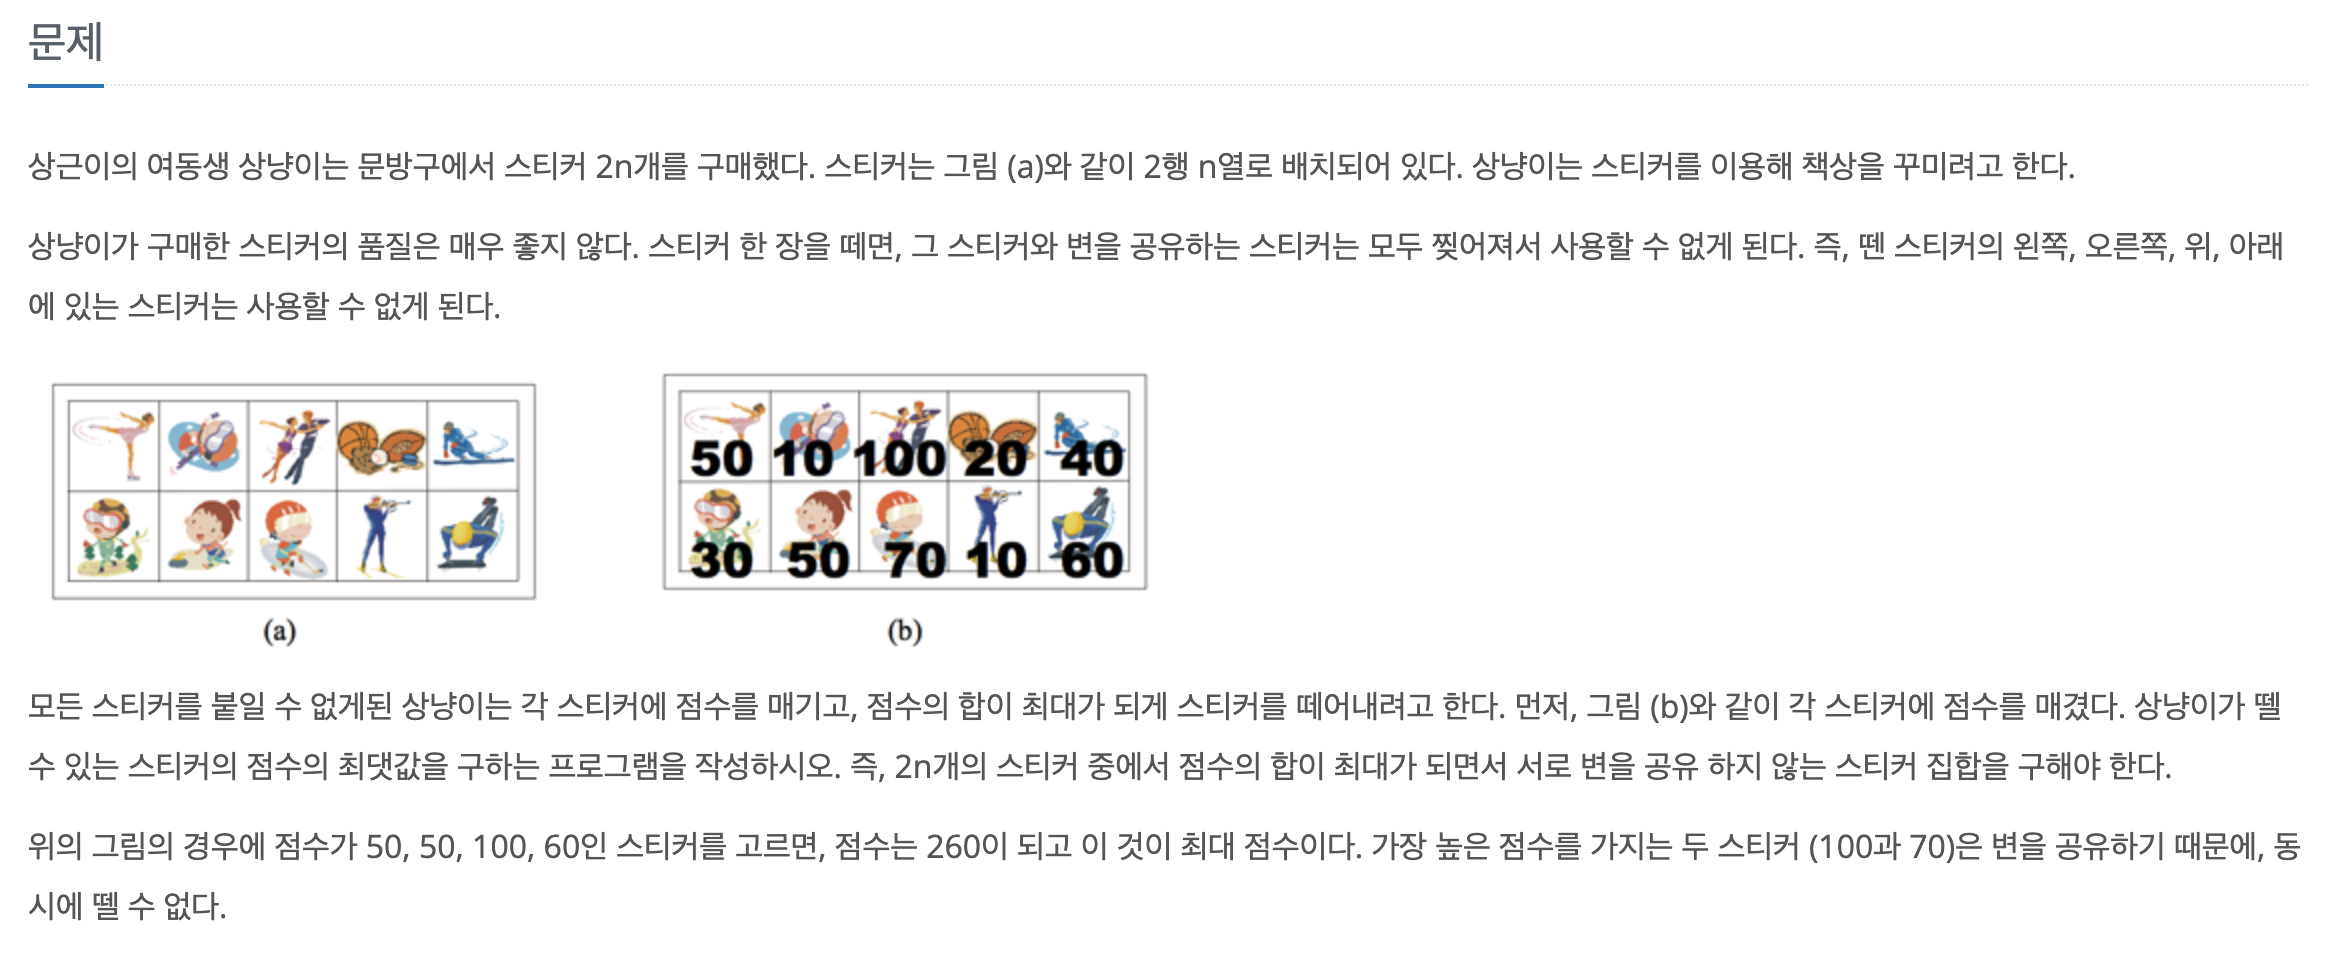 문제
상근이의 여동생 상냥이는 문방구에서 스티커 2n개를 구매했다. 스티커는 그림 (a)와 같이 2행 n열로 배치되어 있다. 상냥이는 스티커를 이용해 책상을 꾸미려고 한다.
상냥이가 구매한 스티커의 품질은 매우 좋지 않다. 스티커 한 장을 떼면, 그 스티커와 변을 공유하는 스티커는 모두 찢어져서 사용할 수 없게 된다. 즉, 뗀 스티커의 왼쪽, 오른쪽, 위, 아래
에 있는 스티커는 사용할 수 없게 된다.
50 10 100 20 40
30 50 70 10 60
(a) (b)
모든 스티커를 붙일 수 없게된 상냥이는 각 스티커에 점수를 매기고, 점수의 합이 최대가 되게 스티커를 떼어내려고 한다. 먼저, 그림 (b)와 같이 각 스티커에 점수를 매겼다. 상냥이가 뗄
수 있는 스티커의 점수의 최댓값을 구하는 프로그램을 작성하시오. 즉, 2n개의 스티커 중에서 점수의 합이 최대가 되면서 서로 변을 공유 하지 않는 스티커 집합을 구해야 한다.
위의 그림의 경우에 점수가 50, 50, 100, 60인 스티커를 고르면, 점수는 260이 되고 이 것이 최대 점수이다. 가장 높은 점수를 가지는 두 스티커 (100과 70)은 변을 공유하기 때문에, 동
시에 뗄 수 없다.